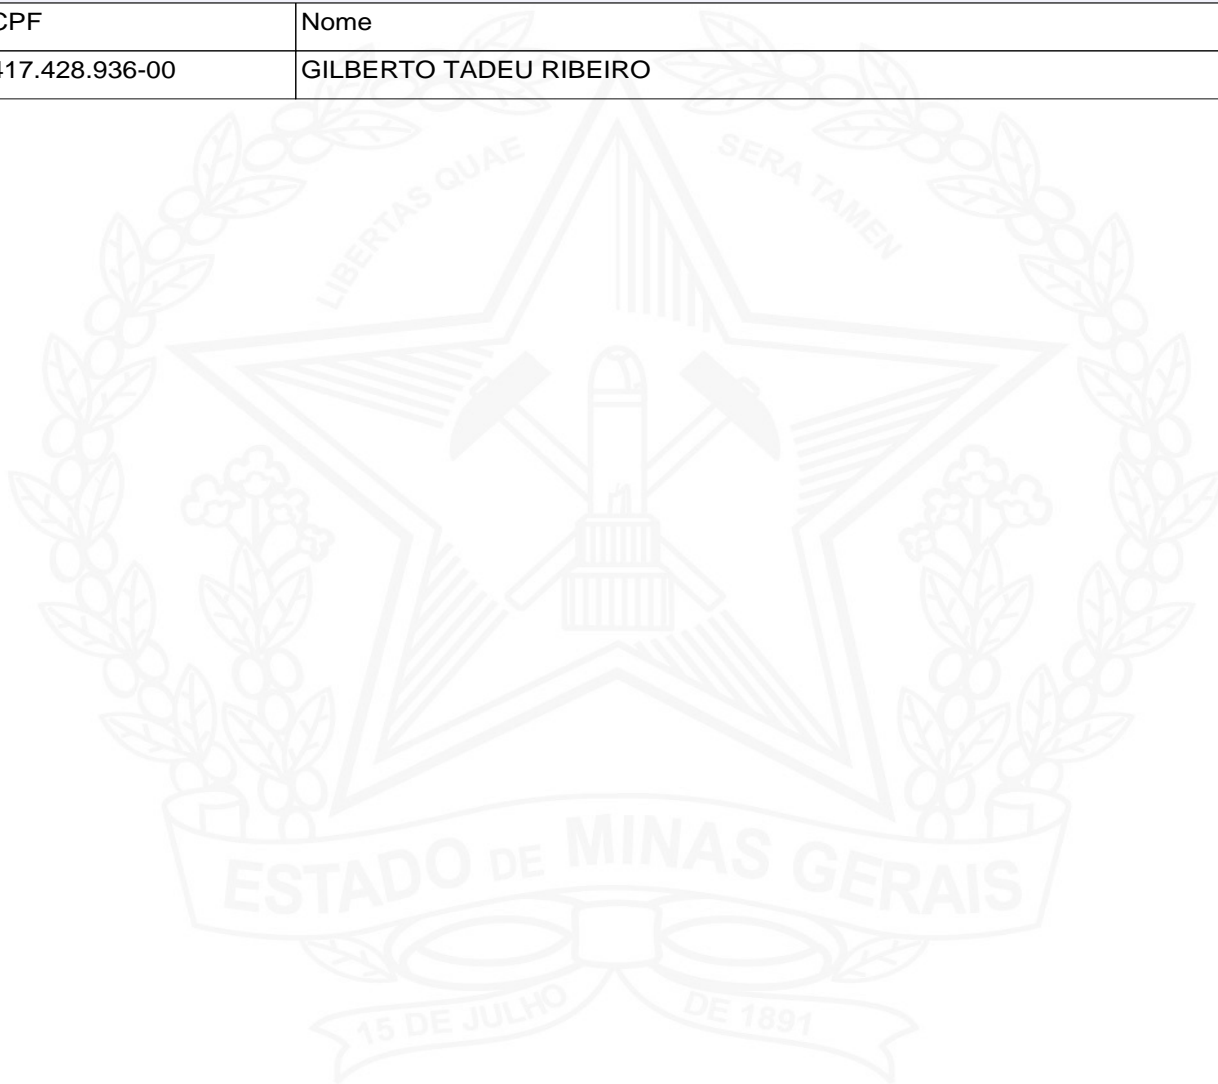 CPF Nome
417.428.936-00 GILBERTO TADEU RIBEIRO
LIBERTAS QUAE SERA TAMEN
ESTADO DE MINAS GERAIS
15 DE JULHO DE 1891